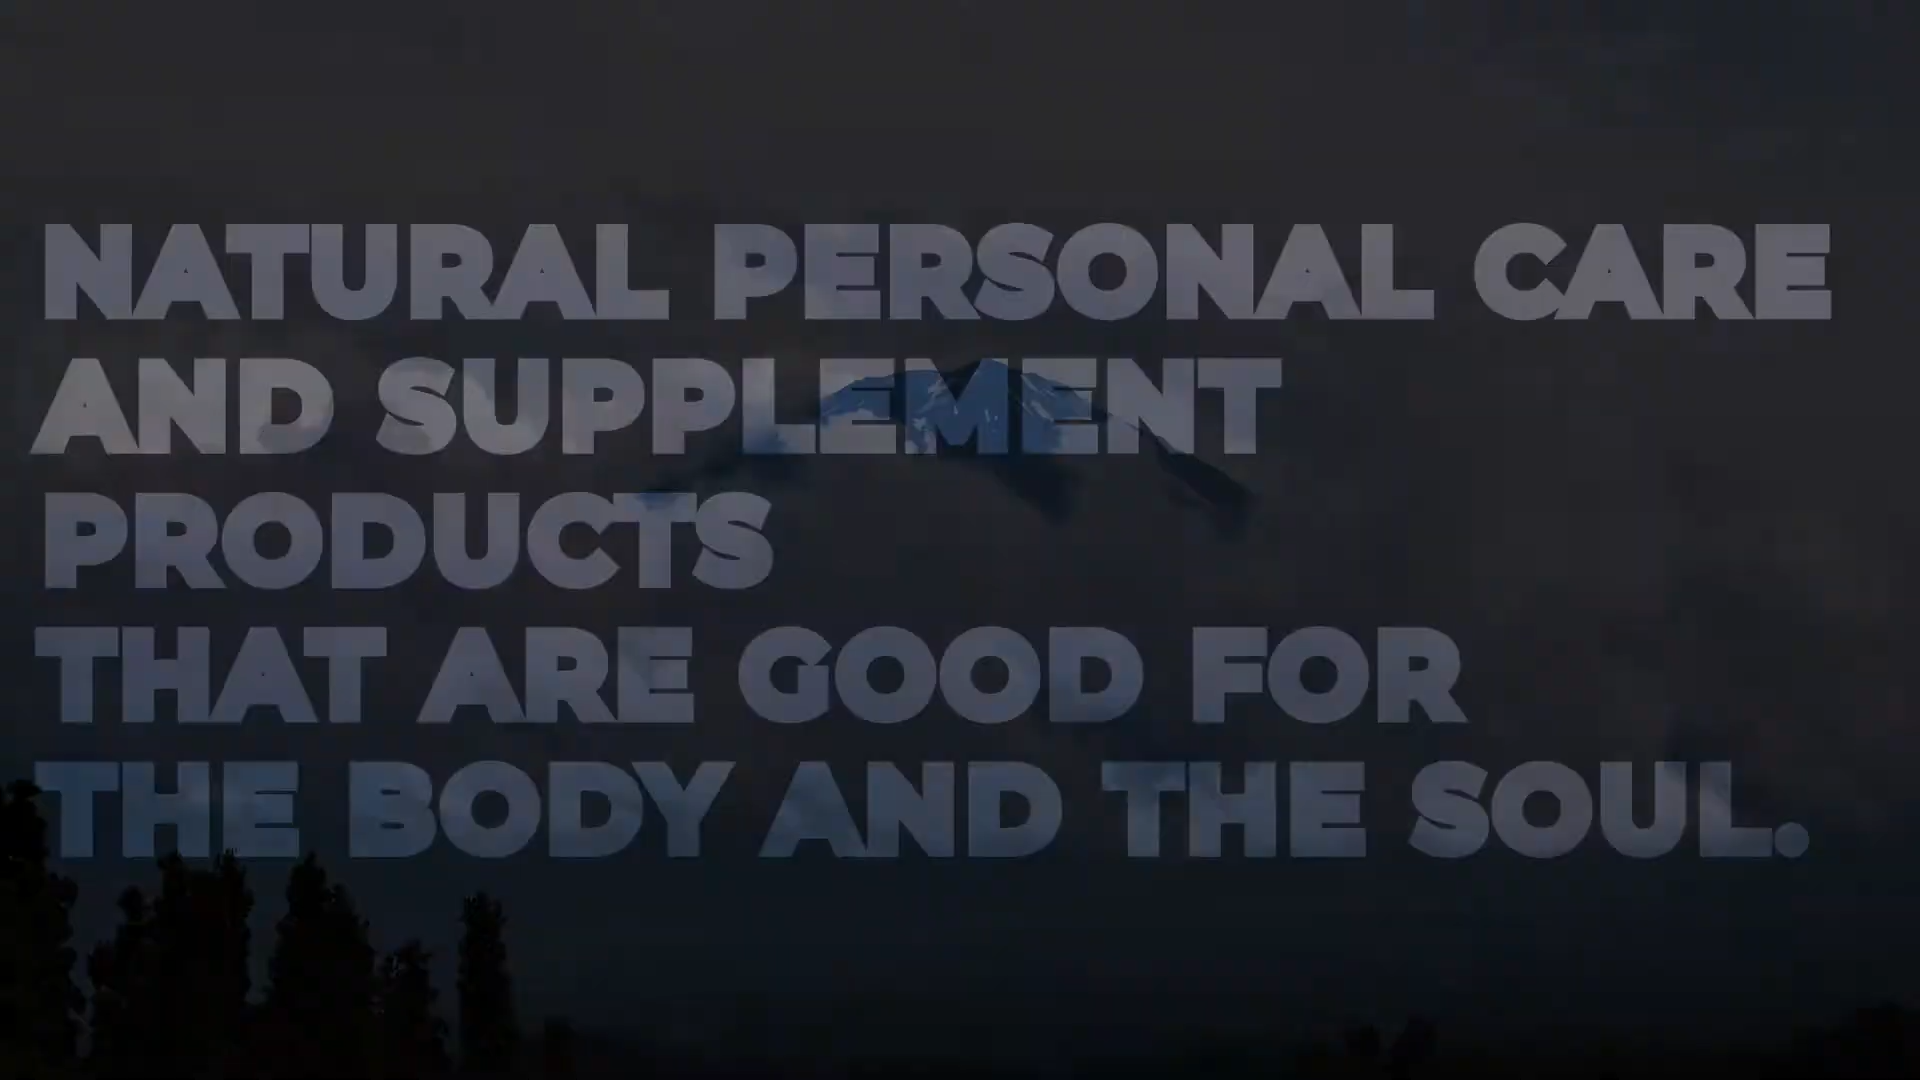 NATURAL PERSONAL CARE
AND SUPPLEMENT
PRODUCTS
THAT ARE GOOD FOR
THE BODY AND THE SOUL.